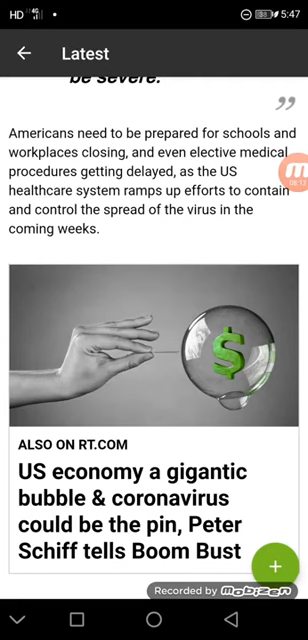 HD 4G 5:47
Latest
be severe.
”
Americans need to be prepared for schools and
workplaces closing, and even elective medical
procedures getting delayed, as the US
healthcare system ramps up efforts to contain
and control the spread of the virus in the
coming weeks.
$
ALSO ON RT.COM
US economy a gigantic
bubble & coronavirus
could be the pin, Peter
Schiff tells Boom Bust
+
Recorded by mobizen